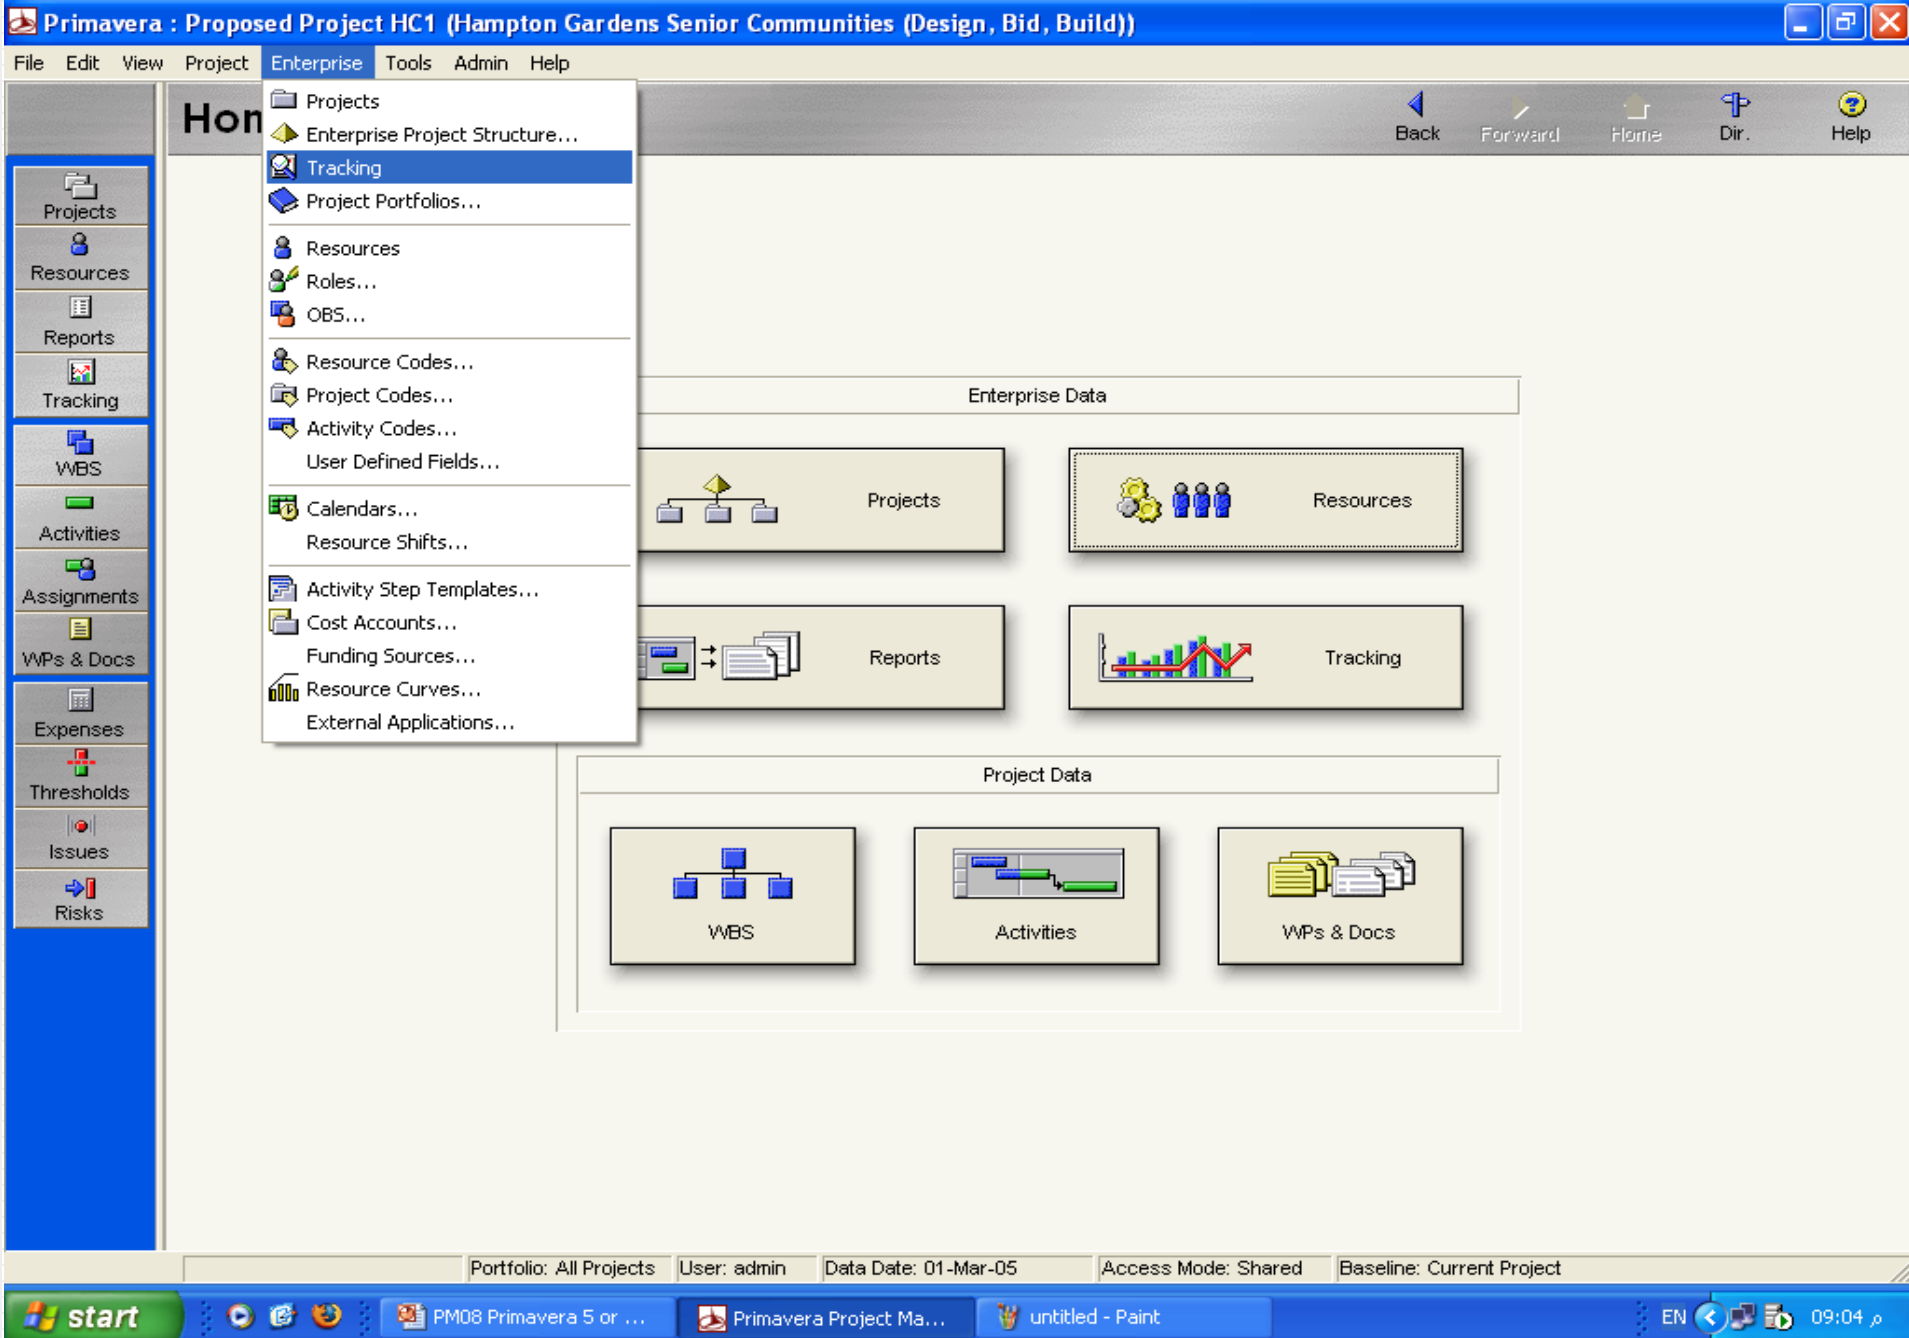 Primavera : Proposed Project HC1 (Hampton Gardens Senior Communities (Design, Bid, Build))
File Edit View Project Enterprise Tools Admin Help
Hom
Back Forward Home Dir. Help
Projects
Enterprise Project Structure...
Tracking
Project Portfolios...
Resources
Roles...
OBS...
Resource Codes...
Project Codes...
Activity Codes...
User Defined Fields...
Calendars...
Resource Shifts...
Activity Step Templates...
Cost Accounts...
Funding Sources...
Resource Curves...
External Applications...
Projects
Resources
Reports
Tracking
WBS
Activities
Assignments
WPs & Docs
Expenses
Thresholds
Issues
Risks
Enterprise Data
Projects
Resources
Reports
Tracking
Project Data
WBS
Activities
WPs & Docs
Portfolio: All Projects User: admin Data Date: 01-Mar-05 Access Mode: Shared Baseline: Current Project
start PM08 Primavera 5 or ... Primavera Project Ma... untitled - Paint EN 09:04 م